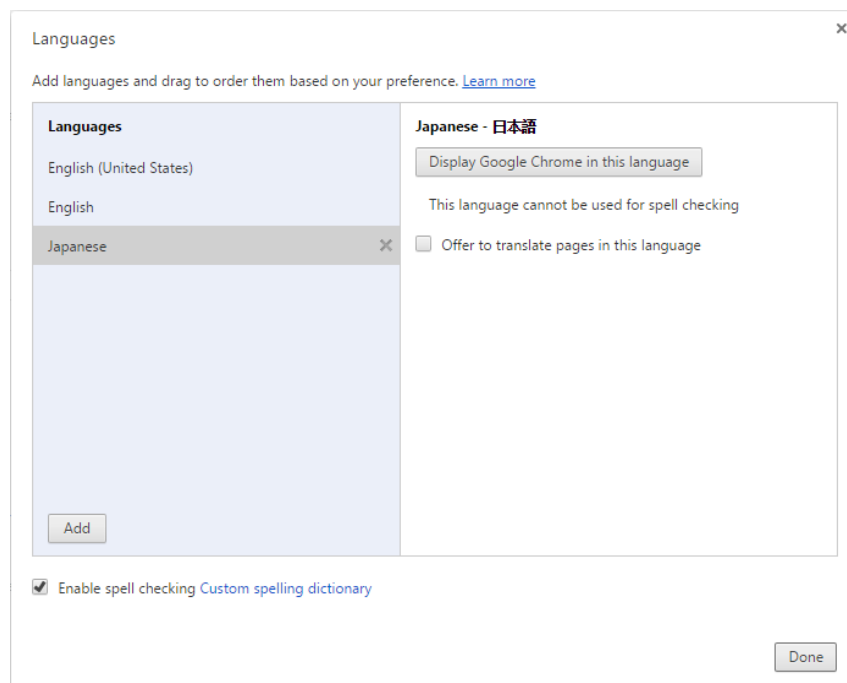 Languages
Add languages and drag to order them based on your preference. Learn more
Languages
English (United States)
English
Japanese
Add
Japanese - 日本語
Display Google Chrome in this language
This language cannot be used for spell checking
Offer to translate pages in this language
Enable spell checking Custom spelling dictionary
Done